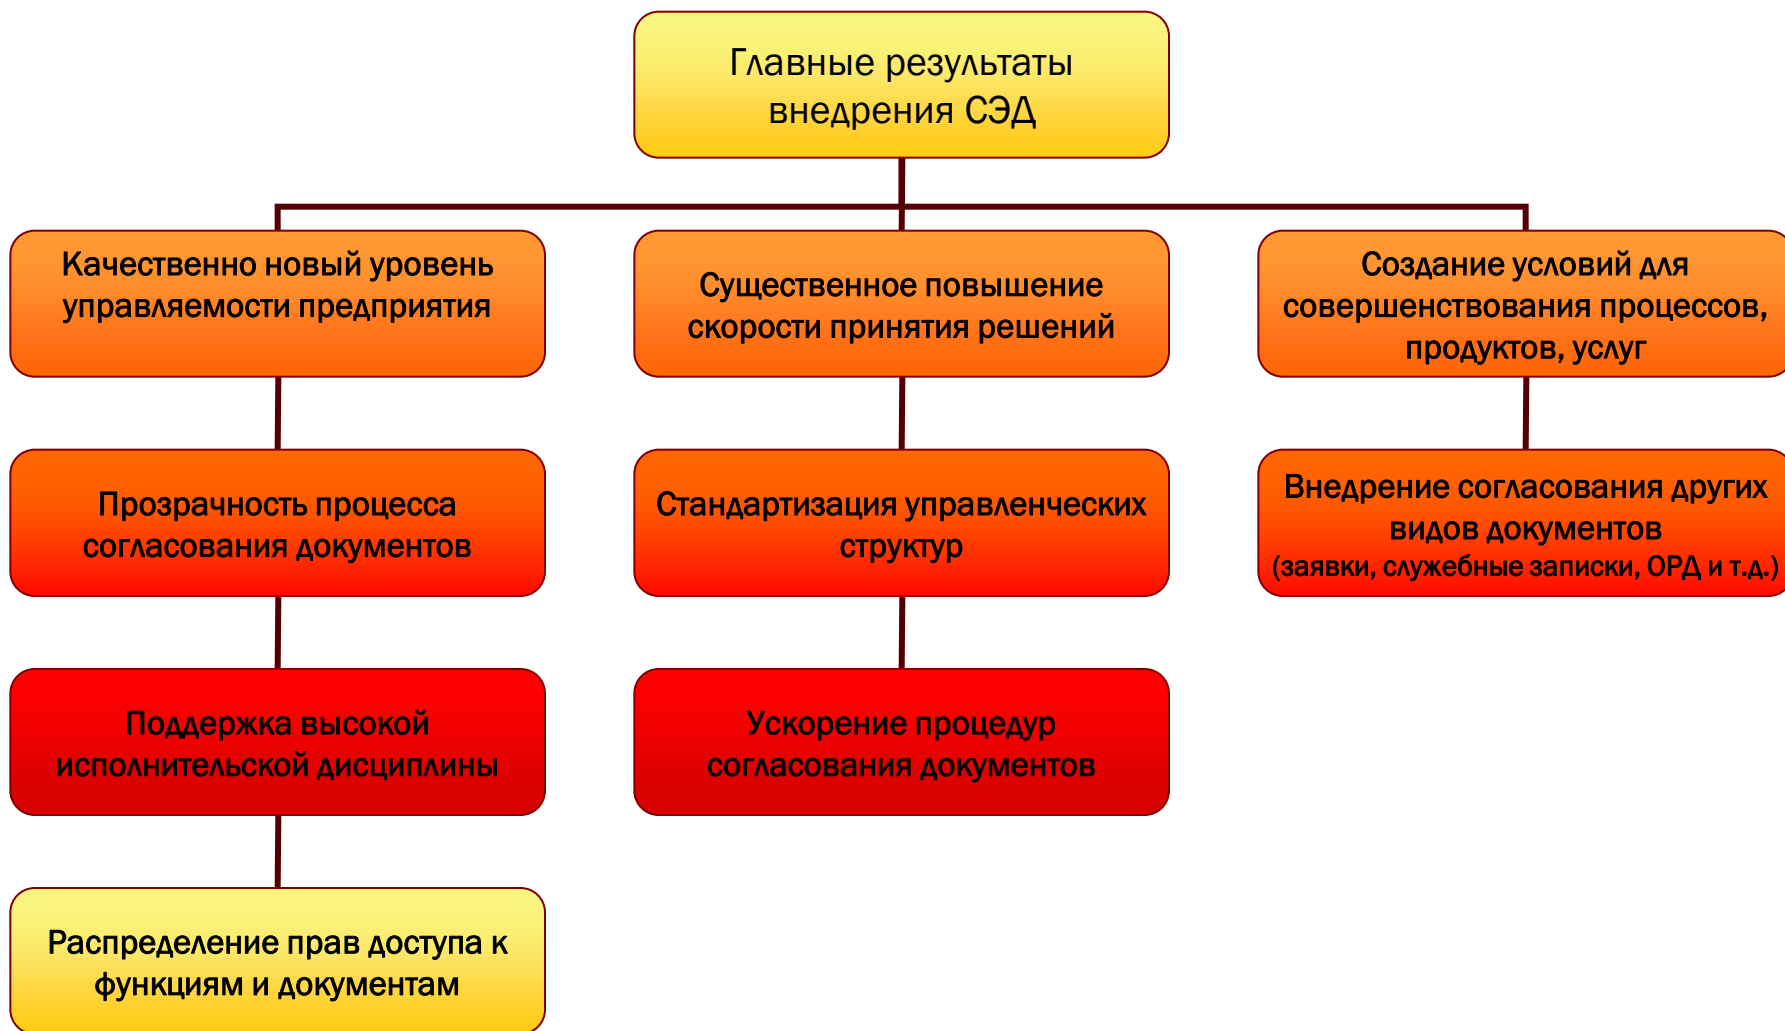 Главные результаты
внедрения СЭД
Качественно новый уровень
управляемости предприятия
Существенное повышение
скорости принятия решений
Создание условий для
совершенствования процессов,
продуктов, услуг
Прозрачность процесса
согласования документов
Стандартизация управленческих
структур
Внедрение согласования других
видов документов
(заявки, служебные записки, ОРД и т.д.)
Поддержка высокой
исполнительской дисциплины
Ускорение процедур
согласования документов
Распределение прав доступа к
функциям и документам